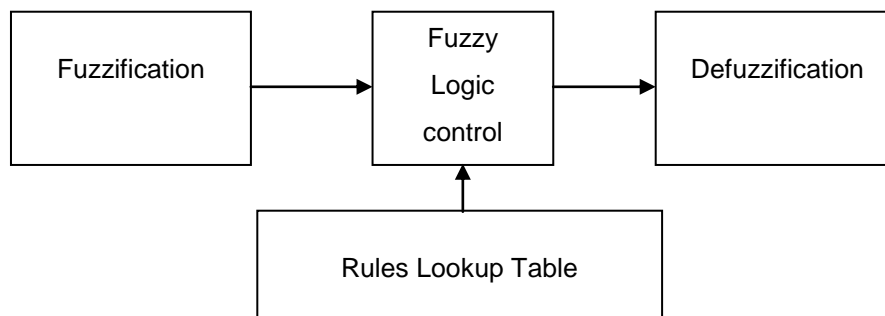 Fuzzification
Fuzzy
Logic
control
Defuzzification
Rules Lookup Table